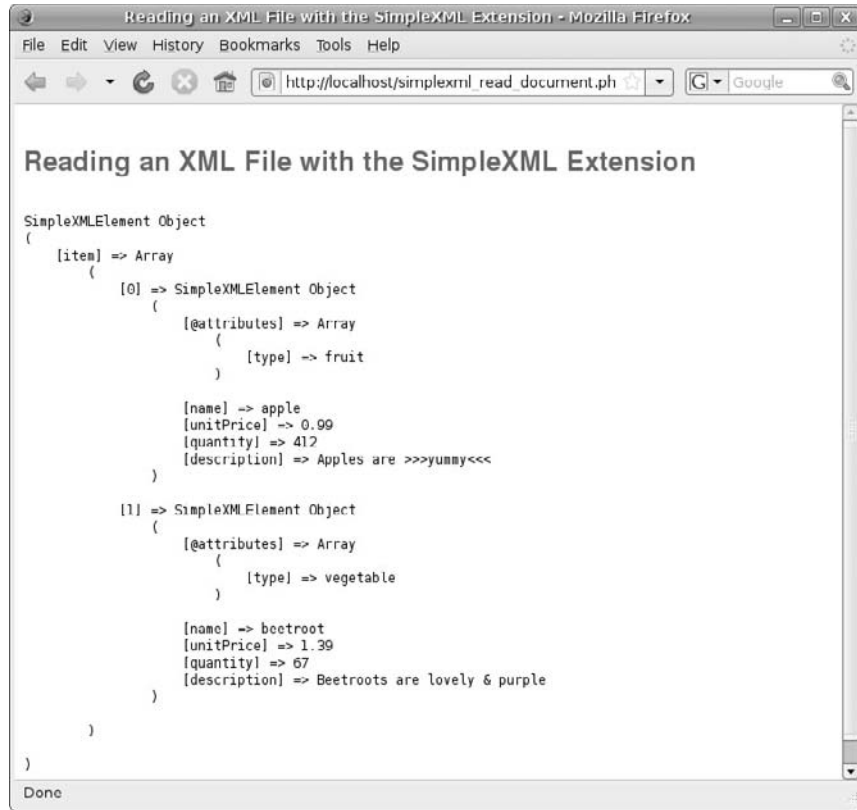 Reading an XML File with the SimpleXML Extension - Mozilla Firefox
File Edit View History Bookmarks Tools Help
http://localhost/simplexml_read_document.ph
G Google
Reading an XML File with the SimpleXML Extension
SimpleXMLElement Object
(
[item] => Array
(
[0] => SimpleXMLElement Object
(
[@attributes] => Array
(
[type] => fruit
)
[name] => apple
[unitPrice] => 0.99
[quantity] => 412
[description] => Apples are >>>yummy<<<
)
[1] => SimpleXMLElement Object
(
[@attributes] => Array
(
[type] => vegetable
)
[name] => beetroot
[unitPrice] => 1.39
[quantity] => 67
[description] => Beetroots are lovely & purple
)
)
)
Done